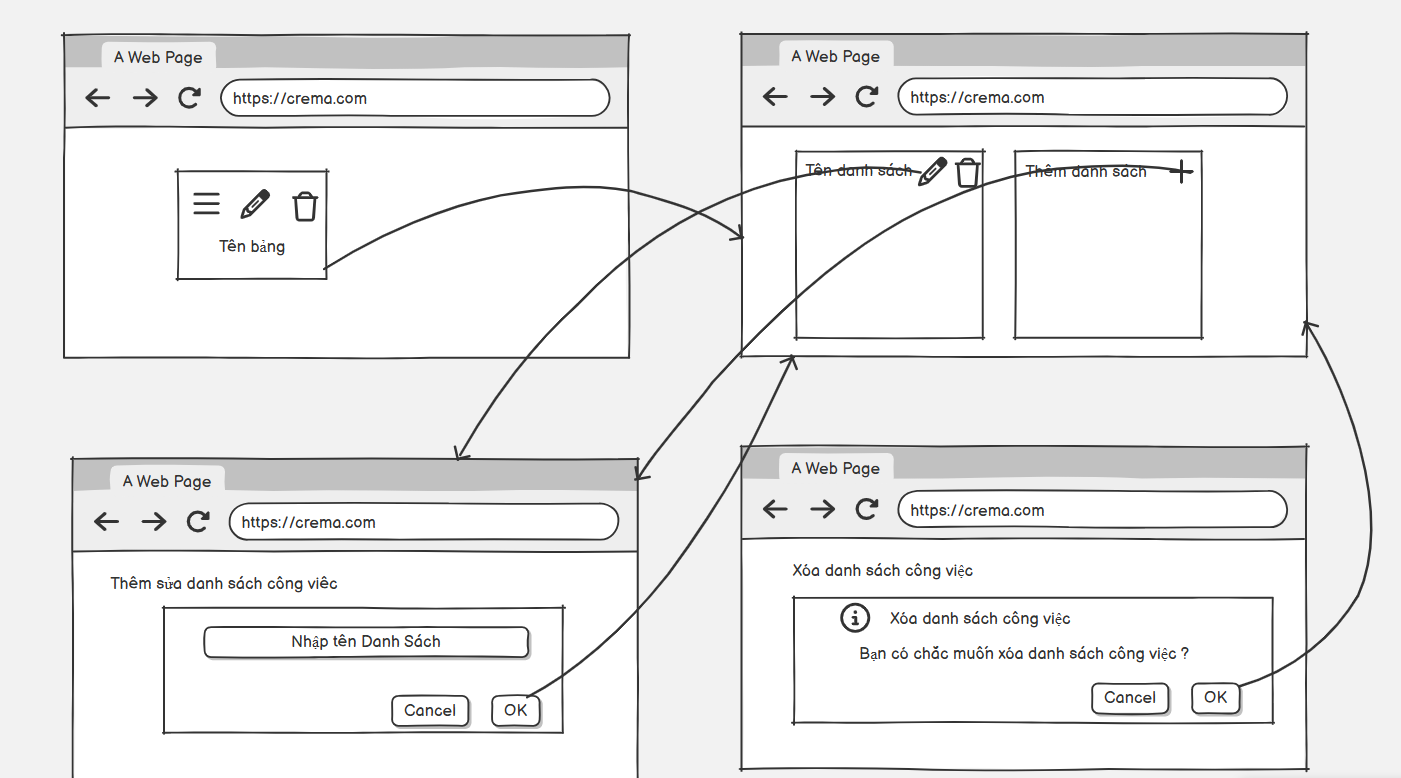 A Web Page
https://crema.com
Tên bảng
A Web Page
https://crema.com
Tên danh sách
Thêm danh sách
A Web Page
https://crema.com
Thêm sửa danh sách công viêc
Nhập tên Danh Sách
Cancel
OK
A Web Page
https://crema.com
Xóa danh sách công việc
Xóa danh sách công việc
Bạn có chắc muốn xóa danh sách công việc ?
Cancel
OK